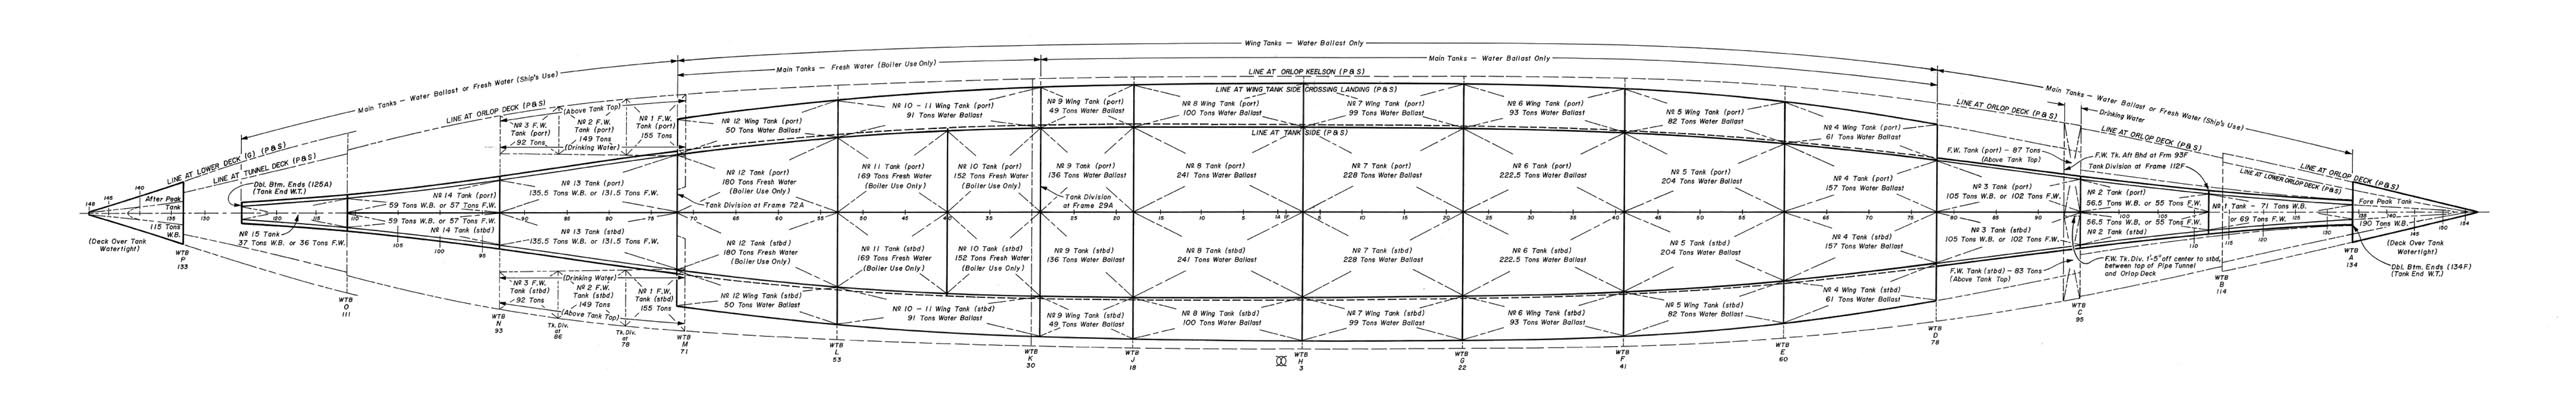 Wing Tanks — Water Ballast Only
Main Tanks — Fresh Water (Boiler Use Only)
Main Tanks — Water Ballast Only
Main Tanks — Water Ballast or Fresh Water (Ship's Use)
Main Tanks — Water Ballast or Fresh Water (Ship's Use)
LINE AT ORLOP KEELSON (P & S)
LINE AT WING TANK SIDE CROSSING LANDING (P & S)
LINE AT TANK SIDE (P & S)
LINE AT ORLOP DECK (P & S)
LINE AT LOWER DECK (G) (P & S)
LINE AT TUNNEL DECK (P & S)
LINE AT ORLOP DECK (P & S)
Drinking Water
LINE AT ORLOP DECK (P & S)
LINE AT ORLOP DECK (P & S)
LINE AT LOWER ORLOP DECK (P & S)
148
145
140
After Peak
Tank
135
115 Tons
W.B.
(Deck Over Tank
Watertight)
WTB
P
133
130
Dbl. Btm. Ends (125A)
(Tank End W.T.)
120
115
110
Nº 15 Tank
37 Tons W.B. or 36 Tons F.W.
WTB
O
111
Nº 14 Tank (port)
59 Tons W.B. or 57 Tons F.W.
59 Tons W.B. or 57 Tons F.W.
Nº 14 Tank (stbd)
75
105
100
95
(Above Tank Top)
Nº 3 F.W.
Tank (port)
92 Tons
Nº 2 F.W.
Tank (port)
149 Tons
Nº 1 F.W.
Tank (port)
155 Tons
(Drinking Water)
Nº 13 Tank (port)
135.5 Tons W.B. or 131.5 Tons F.W.
90
85
80
75
70
Nº 13 Tank (stbd)
135.5 Tons W.B. or 131.5 Tons F.W.
(Drinking Water)
Nº 3 F.W.
Tank (stbd)
92 Tons
Nº 2 F.W.
Tank (stbd)
149 Tons
Nº 1 F.W.
Tank (stbd)
155 Tons
(Above Tank Top)
WTB
N
93
Tk. Div.
at
86
Tk. Div.
at
78
WTB
M
71
Nº 12 Wing Tank (port)
50 Tons Water Ballast
Nº 12 Tank (port)
180 Tons Fresh Water
(Boiler Use Only)
Tank Division at Frame 72A
65
60
55
Nº 12 Tank (stbd)
180 Tons Fresh Water
(Boiler Use Only)
Nº 12 Wing Tank (stbd)
50 Tons Water Ballast
WTB
L
53
Nº 10 - 11 Wing Tank (port)
91 Tons Water Ballast
Nº 11 Tank (port)
169 Tons Fresh Water
(Boiler Use Only)
Nº 10 Tank (port)
152 Tons Fresh Water
(Boiler Use Only)
50
45
40
35
Nº 11 Tank (stbd)
169 Tons Fresh Water
(Boiler Use Only)
Nº 10 Tank (stbd)
152 Tons Fresh Water
(Boiler Use Only)
Nº 10 - 11 Wing Tank (stbd)
91 Tons Water Ballast
WTB
K
30
Nº 9 Wing Tank (port)
49 Tons Water Ballast
Nº 9 Tank (port)
136 Tons Water Ballast
Tank Division
at Frame 29A
25
20
Nº 9 Tank (stbd)
136 Tons Water Ballast
Nº 9 Wing Tank (stbd)
49 Tons Water Ballast
WTB
J
18
Nº 8 Wing Tank (port)
100 Tons Water Ballast
Nº 8 Tank (port)
241 Tons Water Ballast
15
10
5
1A 1F
Nº 8 Tank (stbd)
241 Tons Water Ballast
Nº 8 Wing Tank (stbd)
100 Tons Water Ballast
WTB
H
3
Nº 7 Wing Tank (port)
99 Tons Water Ballast
Nº 7 Tank (port)
228 Tons Water Ballast
5
10
15
20
Nº 7 Tank (stbd)
228 Tons Water Ballast
Nº 7 Wing Tank (stbd)
99 Tons Water Ballast
WTB
G
22
Nº 6 Wing Tank (port)
93 Tons Water Ballast
Nº 6 Tank (port)
222.5 Tons Water Ballast
25
30
35
40
Nº 6 Tank (stbd)
222.5 Tons Water Ballast
Nº 6 Wing Tank (stbd)
93 Tons Water Ballast
WTB
F
41
Nº 5 Wing Tank (port)
82 Tons Water Ballast
Nº 5 Tank (port)
204 Tons Water Ballast
45
50
55
Nº 5 Tank (stbd)
204 Tons Water Ballast
Nº 5 Wing Tank (stbd)
82 Tons Water Ballast
WTB
E
60
Nº 4 Wing Tank (port)
61 Tons Water Ballast
Nº 4 Tank (port)
157 Tons Water Ballast
65
70
75
Nº 4 Tank (stbd)
157 Tons Water Ballast
Nº 4 Wing Tank (stbd)
61 Tons Water Ballast
WTB
D
78
F.W. Tank (port) — 87 Tons
(Above Tank Top)
F.W. Tk. Aft Bhd at Frm 93F
Tank Division at Frame 112F
Nº 3 Tank (port)
105 Tons W.B. or 102 Tons F.W.
80
85
90
Nº 3 Tank (stbd)
105 Tons W.B. or 102 Tons F.W.
F.W. Tank (stbd) — 83 Tons
(Above Tank Top)
Nº 2 Tank (port)
56.5 Tons W.B. or 55 Tons F.W.
100
105
56.5 Tons W.B. or 55 Tons F.W.
Nº 2 Tank (stbd)
F.W. Tk. Div. 1'-5" off center to stbd,
between top of Pipe Tunnel
and Orlop Deck
WTB
C
95
110
115
Nº 1 Tank — 71 Tons W.B.
or 69 Tons F.W.
120
125
130
WTB
B
114
Fore Peak Tank
135
140
145
150
154
190 Tons W.B.
(Deck Over Tank
Watertight)
WTB
A
134
Dbl. Btm. Ends (134F)
(Tank End W.T.)